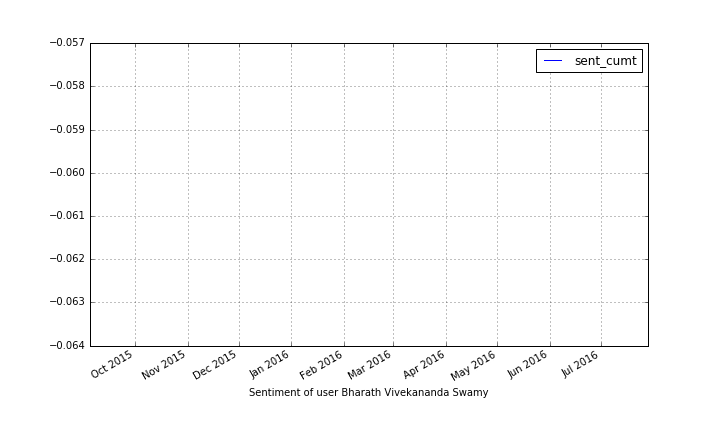 −0.057
sent_cumt
−0.058
−0.059
−0.060
−0.061
−0.062
−0.063
−0.064
Oct 2015 Nov 2015 Dec 2015 Jan 2016 Feb 2016 Mar 2016 Apr 2016 May 2016 Jun 2016 Jul 2016
Sentiment of user Bharath Vivekananda Swamy